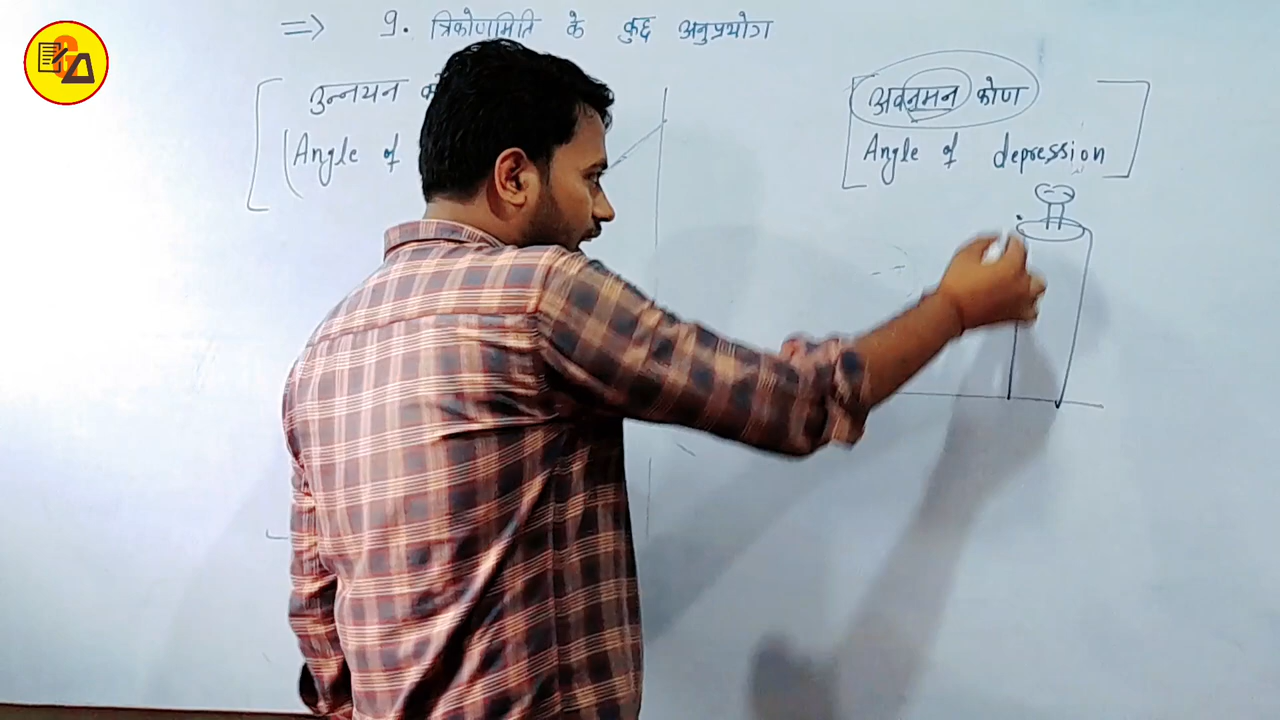 => 9. त्रिकोणमिति के कुछ अनुप्रयोग
उन्नयन
(Angle of
अवनमन कोण
Angle of depression